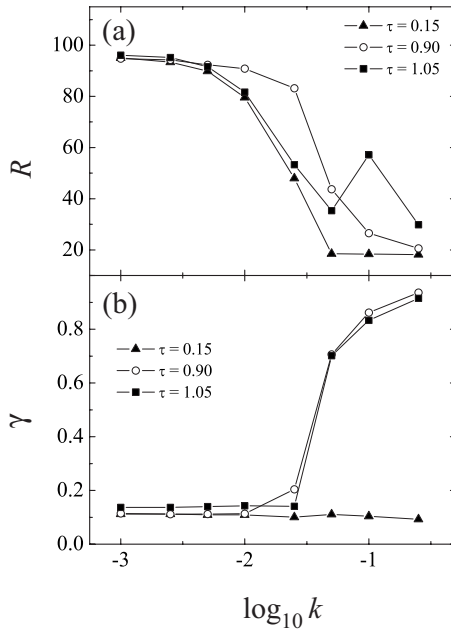 (a)
τ = 0.15
τ = 0.90
τ = 1.05
100
80
60
40
20
R
(b)
τ = 0.15
τ = 0.90
τ = 1.05
0.8
0.6
0.4
0.2
0.0
γ
-3 -2 -1
log10 k